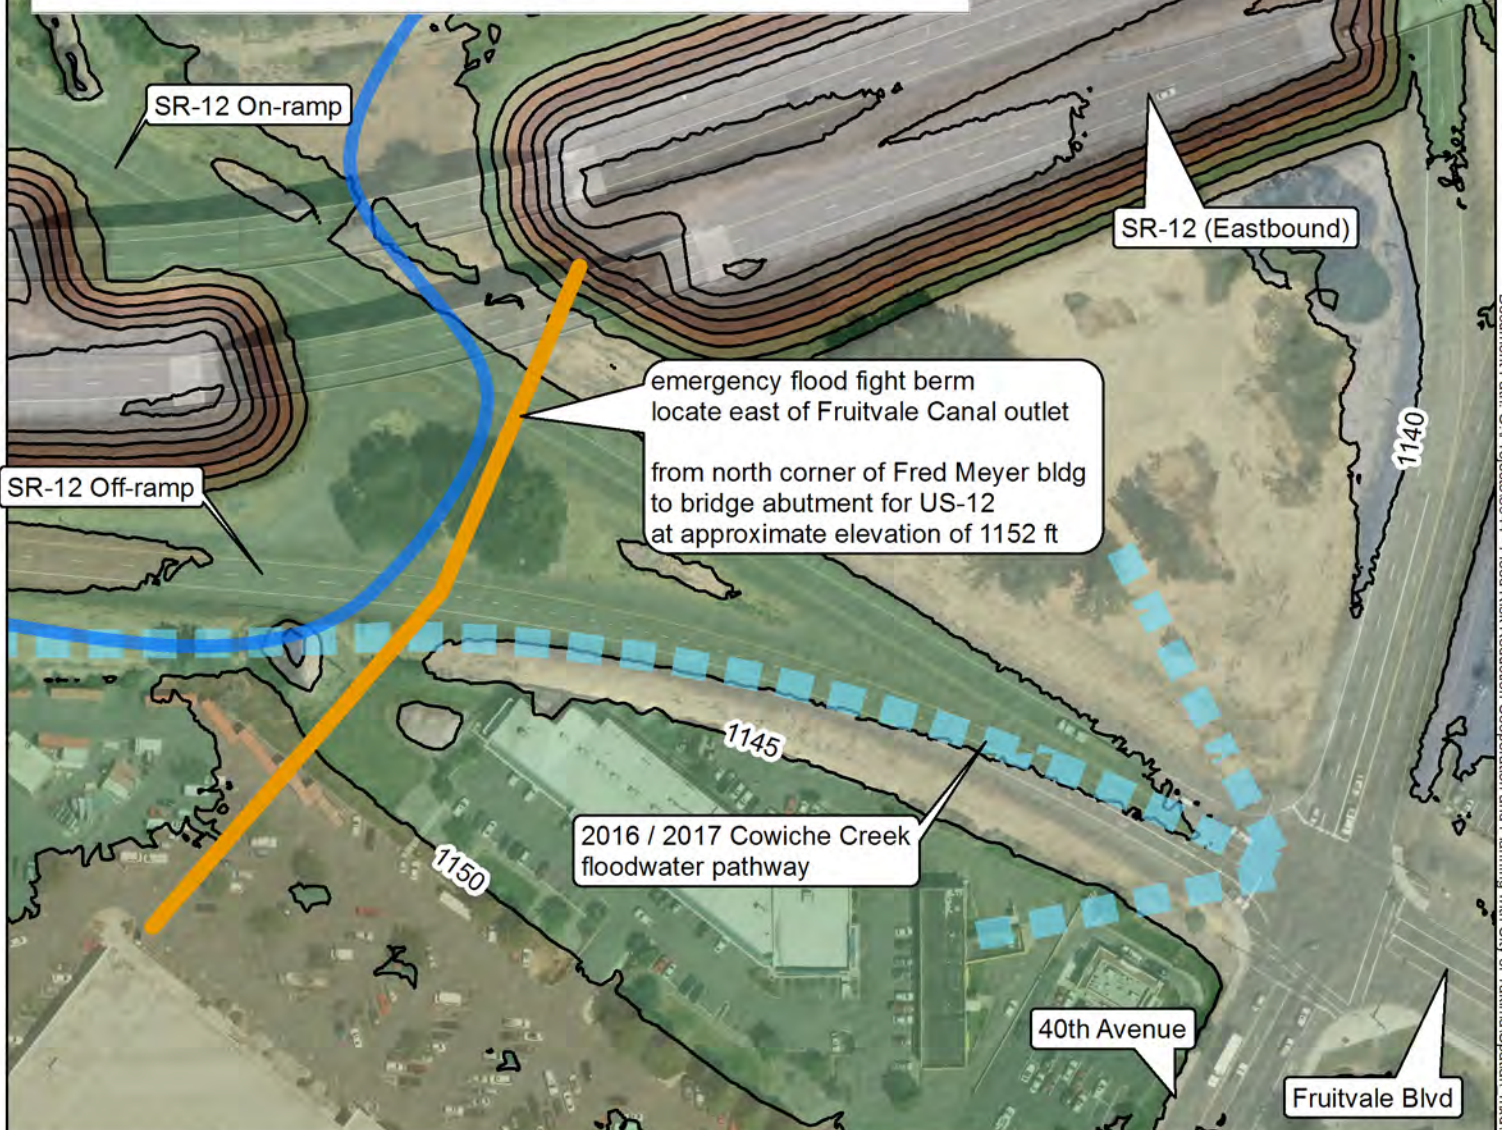 SR-12 On-ramp
SR-12 (Eastbound)
emergency flood fight berm
locate east of Fruitvale Canal outlet
from north corner of Fred Meyer bldg
to bridge abutment for US-12
at approximate elevation of 1152 ft
1140
SR-12 Off-ramp
1145
2016 / 2017 Cowiche Creek
floodwater pathway
1150
40th Avenue
Fruitvale Blvd